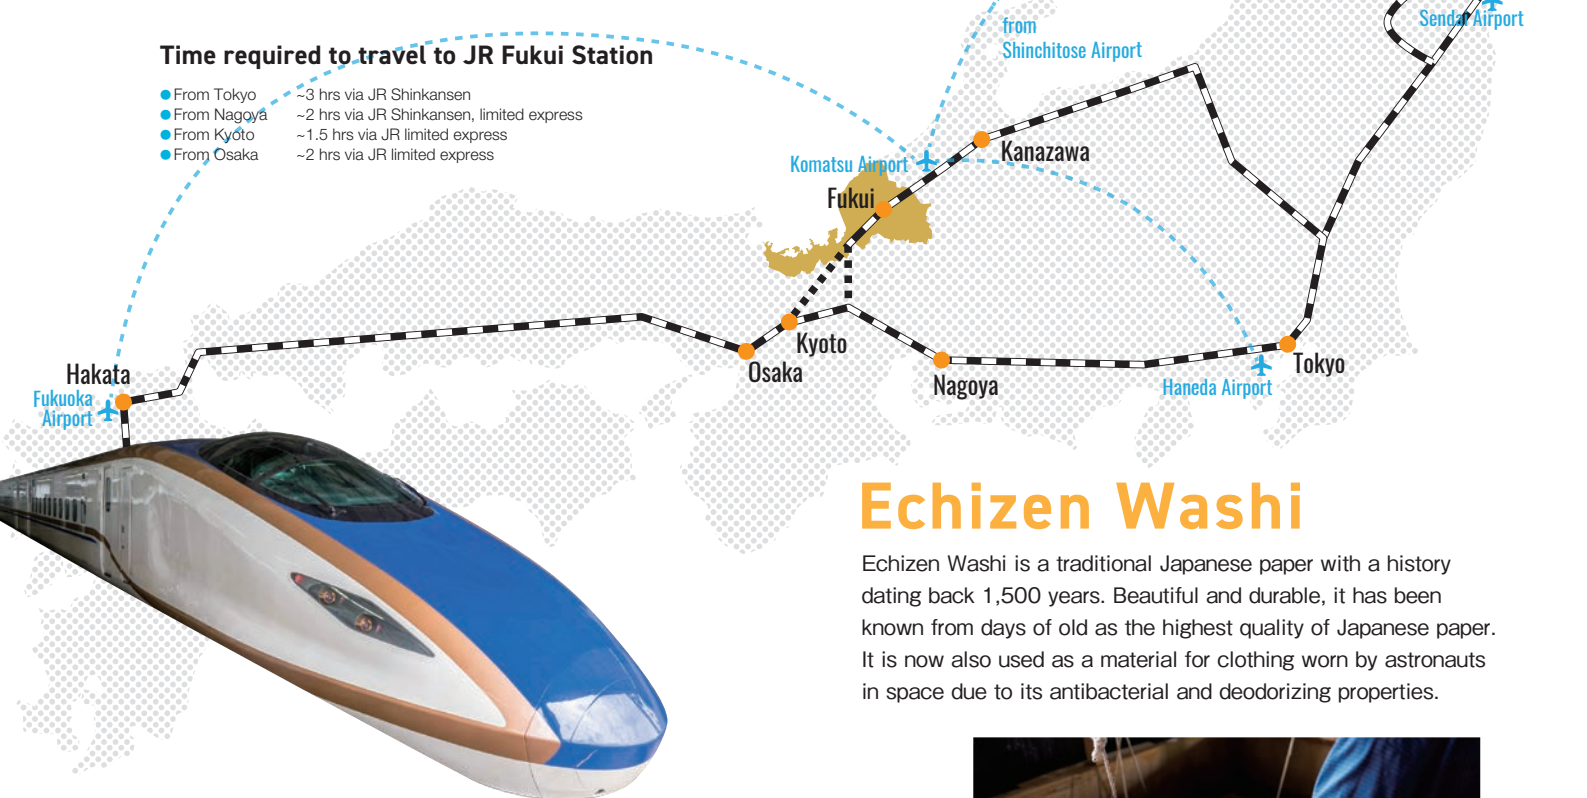 Time required to travel to JR Fukui Station
From Tokyo ~3 hrs via JR Shinkansen
From Nagoya ~2 hrs via JR Shinkansen, limited express
From Kyoto ~1.5 hrs via JR limited express
From Osaka ~2 hrs via JR limited express
from
Shinchitose Airport
Sendai Airport
Komatsu Airport
Kanazawa
Fukui
Kyoto
Osaka
Nagoya
Haneda Airport
Tokyo
Hakata
Fukuoka
Airport
Echizen Washi
Echizen Washi is a traditional Japanese paper with a history
dating back 1,500 years. Beautiful and durable, it has been
known from days of old as the highest quality of Japanese paper.
It is now also used as a material for clothing worn by astronauts
in space due to its antibacterial and deodorizing properties.